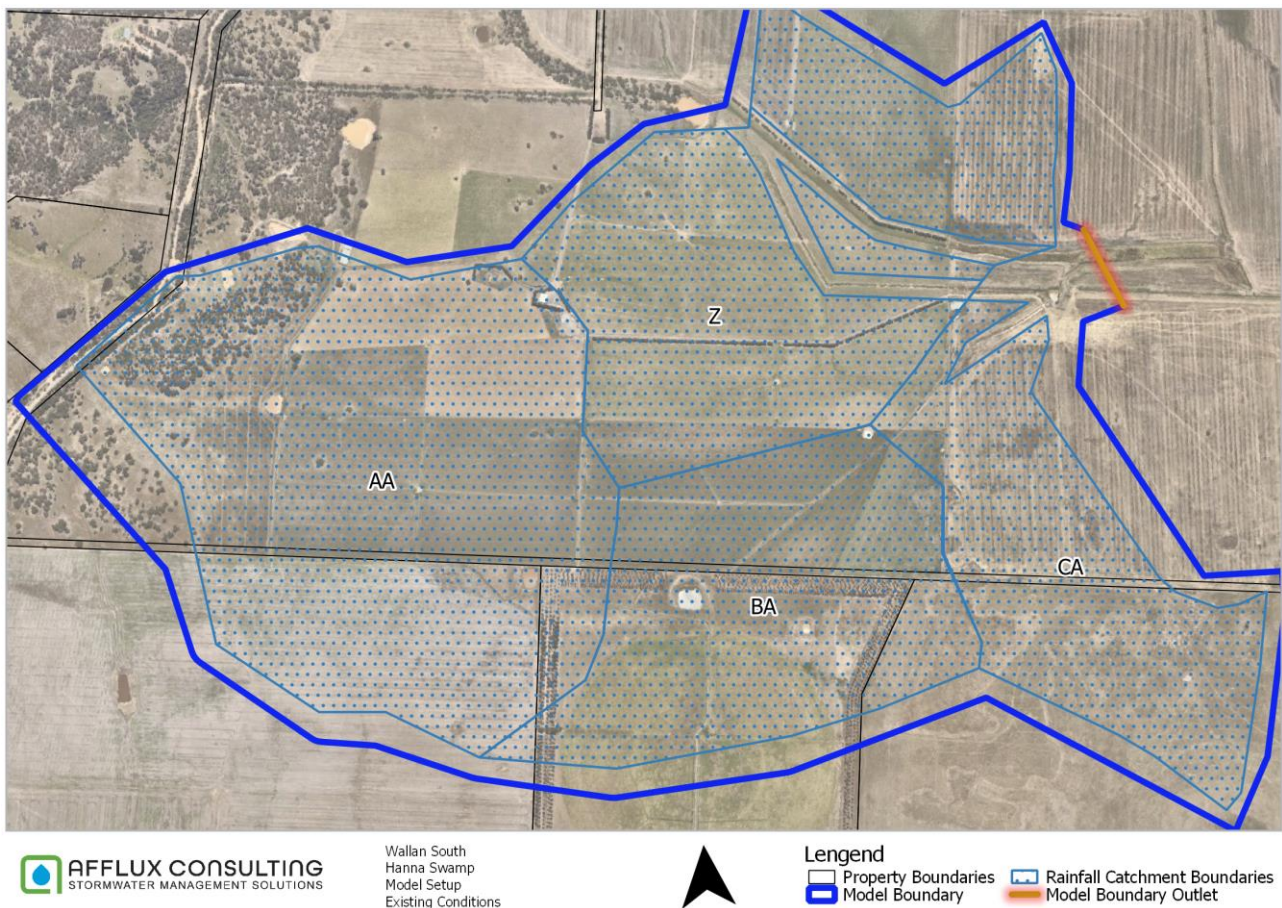 Z
AA
CA
BA
AFFLUX CONSULTING
STORMWATER MANAGEMENT SOLUTIONS
Wallan South
Hanna Swamp
Model Setup
Existing Conditions
Lengend
Property Boundaries
Rainfall Catchment Boundaries
Model Boundary
Model Boundary Outlet